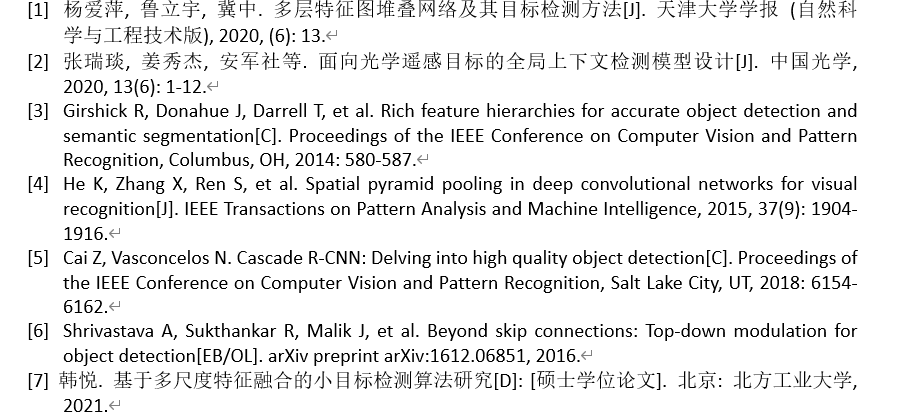 [1] 杨爱萍, 鲁立宇, 冀中. 多层特征图堆叠网络及其目标检测方法[J]. 天津大学学报 (自然科
学与工程技术版), 2020, (6): 13.↵
[2] 张瑞琰, 姜秀杰, 安军社等. 面向光学遥感目标的全局上下文检测模型设计[J]. 中国光学,
2020, 13(6): 1-12.↵
[3] Girshick R, Donahue J, Darrell T, et al. Rich feature hierarchies for accurate object detection and
semantic segmentation[C]. Proceedings of the IEEE Conference on Computer Vision and Pattern
Recognition, Columbus, OH, 2014: 580-587.↵
[4] He K, Zhang X, Ren S, et al. Spatial pyramid pooling in deep convolutional networks for visual
recognition[J]. IEEE Transactions on Pattern Analysis and Machine Intelligence, 2015, 37(9): 1904-
1916.↵
[5] Cai Z, Vasconcelos N. Cascade R-CNN: Delving into high quality object detection[C]. Proceedings of
the IEEE Conference on Computer Vision and Pattern Recognition, Salt Lake City, UT, 2018: 6154-
6162.↵
[6] Shrivastava A, Sukthankar R, Malik J, et al. Beyond skip connections: Top-down modulation for
object detection[EB/OL]. arXiv preprint arXiv:1612.06851, 2016.↵
[7] 韩悦. 基于多尺度特征融合的小目标检测算法研究[D]: [硕士学位论文]. 北京: 北方工业大学,
2021.↵